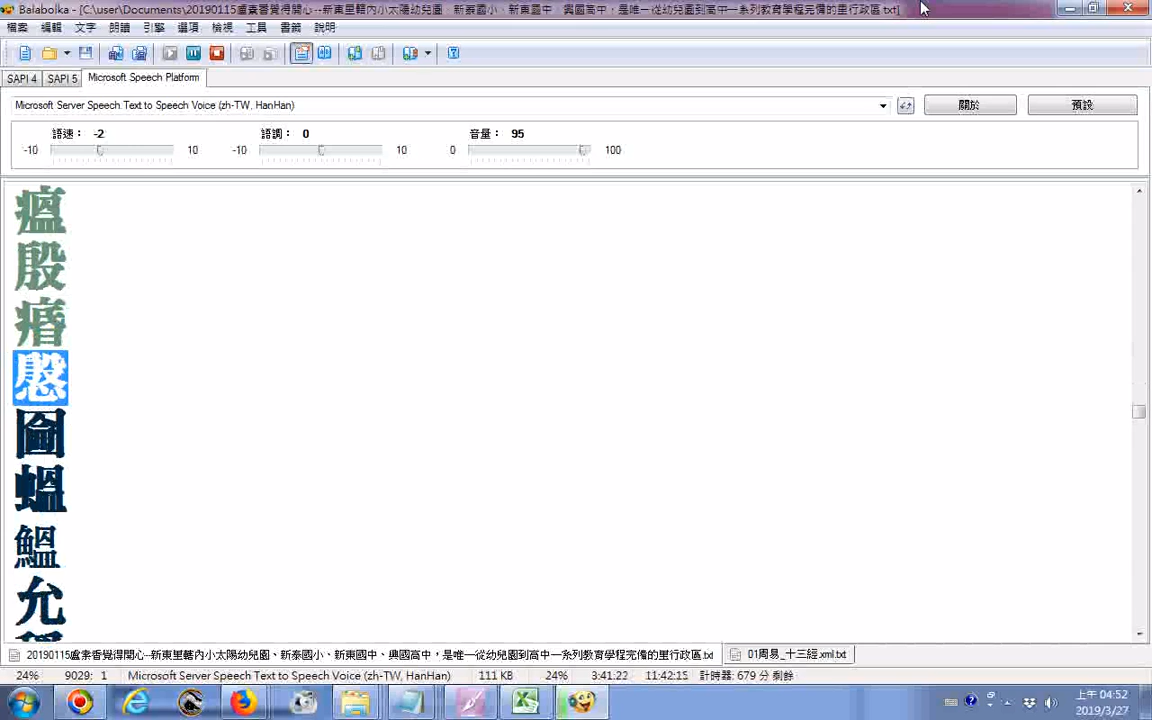 Balabolka - [C:\user\Documents\20190115盧素香覺得開心--新東里轄內小太陽幼兒園、新泰國小、新東國中、興國高中，是唯一從幼兒園到高中一系列教育學程完備的里行政區.txt]
檔案 編輯 文字 朗讀 引擎 選項 檢視 工具 書籤 說明
SAPI 4 SAPI 5 Microsoft Speech Platform
Microsoft Server Speech Text to Speech Voice (zh-TW, HanHan) 關於 預設
語速： -2 語調： 0 音量： 95
-10 10 -10 10 0 100
瘟
殷
慇
圇
蝹
鰛
允
20190115盧素香覺得開心--新東里轄內小太陽幼兒園、新泰國小、新東國中、興國高中，是唯一從幼兒園到高中一系列教育學程完備的里行政區.txt 01周易_十三經.xml.txt
24% 9029: 1 Microsoft Server Speech Text to Speech Voice (zh-TW, HanHan) 111 KB 24% 3:41:22 11:42:15 計時器: 679 分 剩餘
上午 04:52
2019/3/27